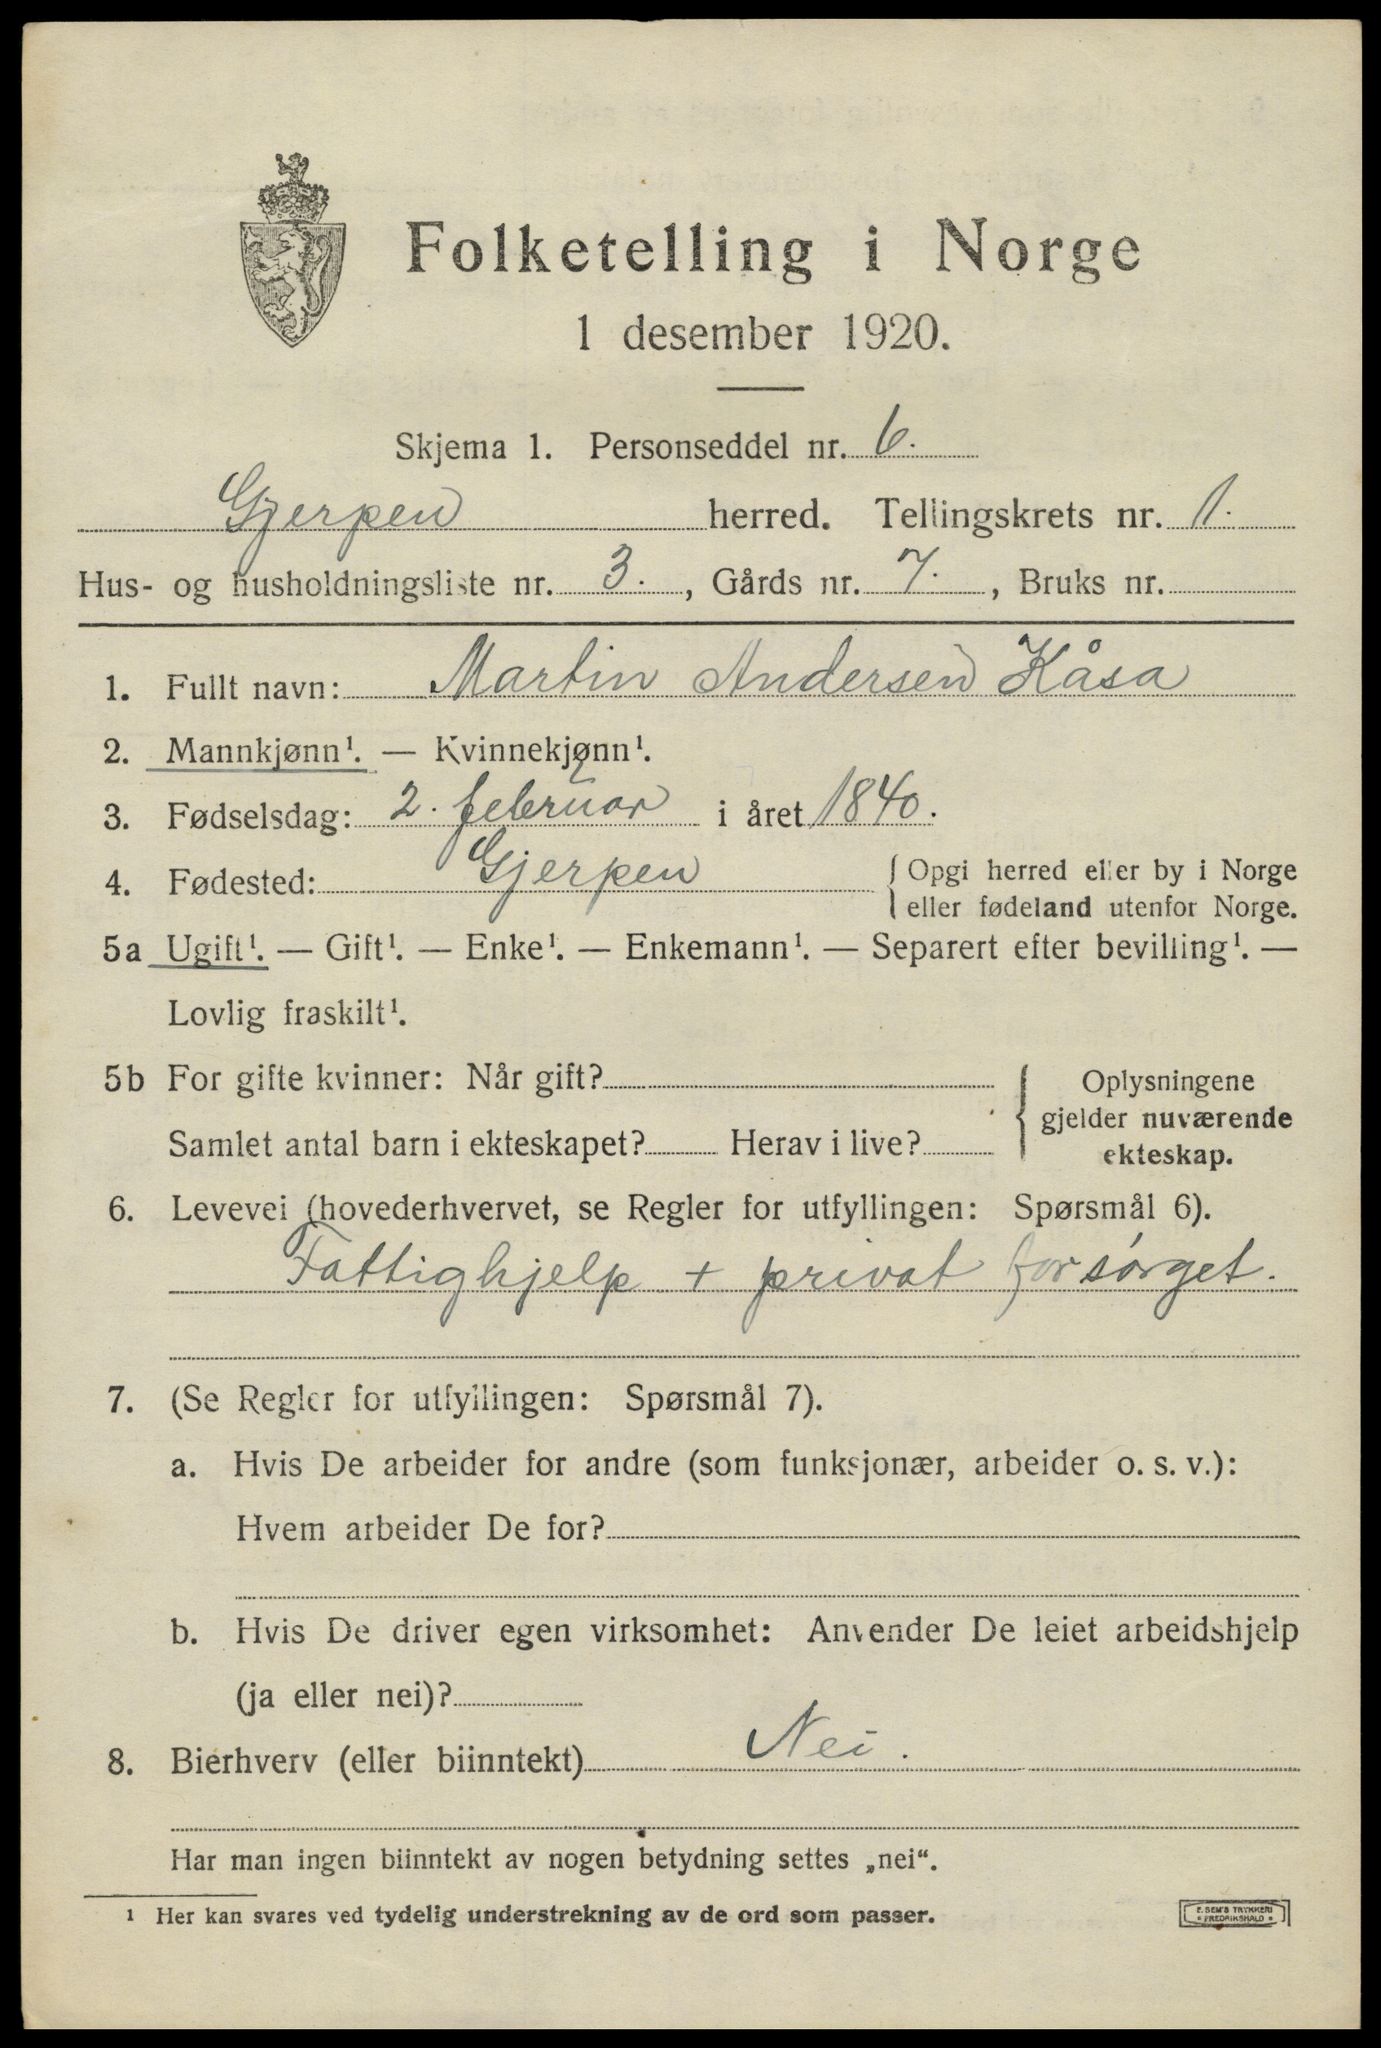 Folketelling i Norge
1 desember 1920.
Skjema 1. Personseddel nr. 6.
Gjerpen herred. Tellingskrets nr. 1.
Hus- og husholdningsliste nr. 3. , Gårds nr. 7. , Bruks nr.
1. Fullt navn: Martin Andersen Kåsa
2. Mannkjønn¹. — Kvinnekjønn¹.
3. Fødselsdag: 2. februar i året 1840.
4. Fødested: Gjerpen { Opgi herred eller by i Norge
eller fødeland utenfor Norge.
5a Ugift¹. — Gift¹. — Enke¹. — Enkemann¹. — Separert efter bevilling¹. —
Lovlig fraskilt¹.
5b For gifte kvinner: Når gift? { Oplysningene
gjelder nuværende
Samlet antal barn i ekteskapet? Herav i live? ekteskap.
6. Levevei (hovederhvervet, se Regler for utfyllingen: Spørsmål 6).
Fattighjelp + privat forsørget.
7. (Se Regler for utfyllingen: Spørsmål 7).
a. Hvis De arbeider for andre (som funksjonær, arbeider o. s. v.):
Hvem arbeider De for?
b. Hvis De driver egen virksomhet: Anvender De leiet arbeidshjelp
(ja eller nei)?
8. Bierhverv (eller biinntekt) Nei.
Har man ingen biinntekt av nogen betydning settes „nei“.
¹ Her kan svares ved tydelig understrekning av de ord som passer.
E. SEM'S TRYKKERI
• FREDRIKSHALD •